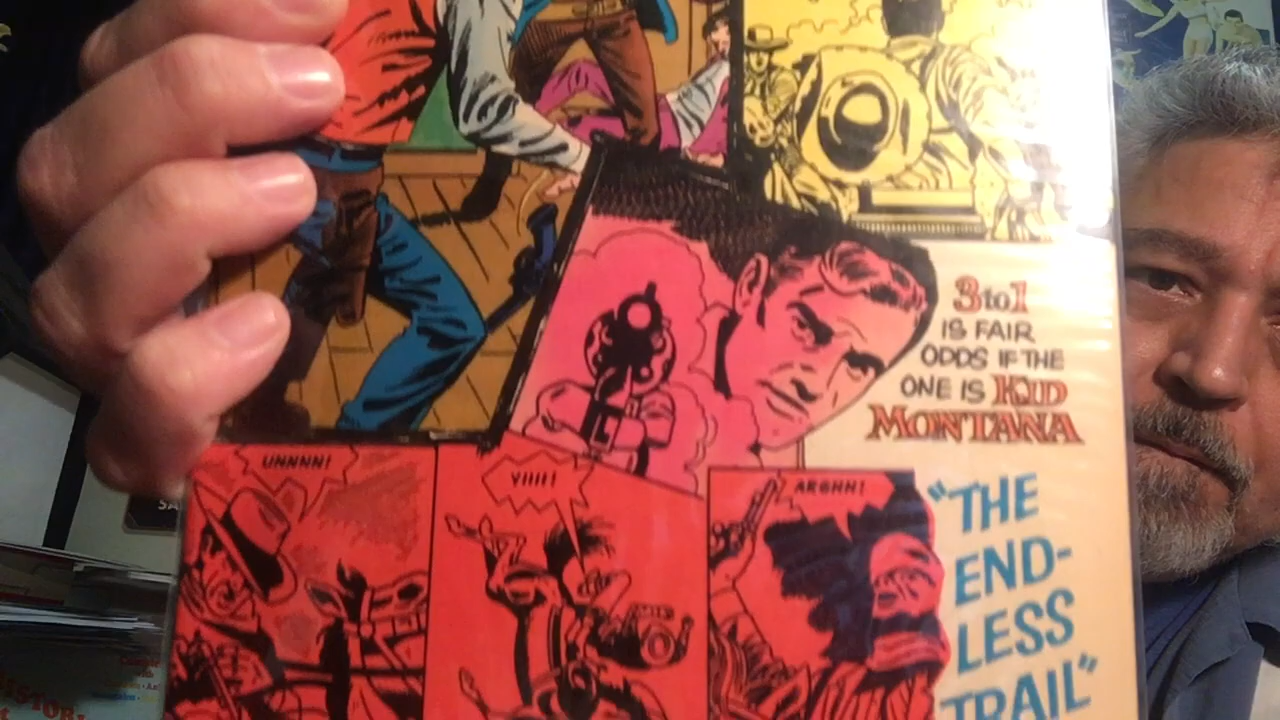 3 to 1
IS FAIR
ODDS IF THE
ONE IS KID
MONTANA
UNNNN!
YIIII!
ARGHH!
"THE
END-
LESS
TRAIL"
SA